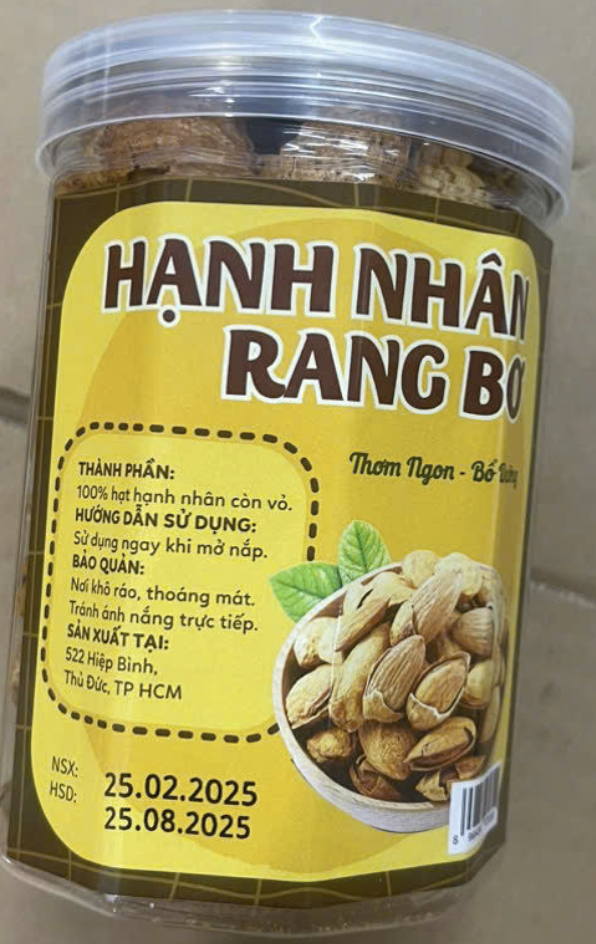 HẠNH NHÂN
RANG BƠ
Thơm Ngon - Bổ
THÀNH PHẦN:
100% hạt hạnh nhân còn vỏ.
HƯỚNG DẪN SỬ DỤNG:
Sử dụng ngay khi mở nắp.
BẢO QUẢN:
Nơi khô ráo, thoáng mát.
Tránh ánh nắng trực tiếp.
SẢN XUẤT TẠI:
522 Hiệp Bình,
Thủ Đức, TP HCM
NSX: 25.02.2025
HSD: 25.08.2025